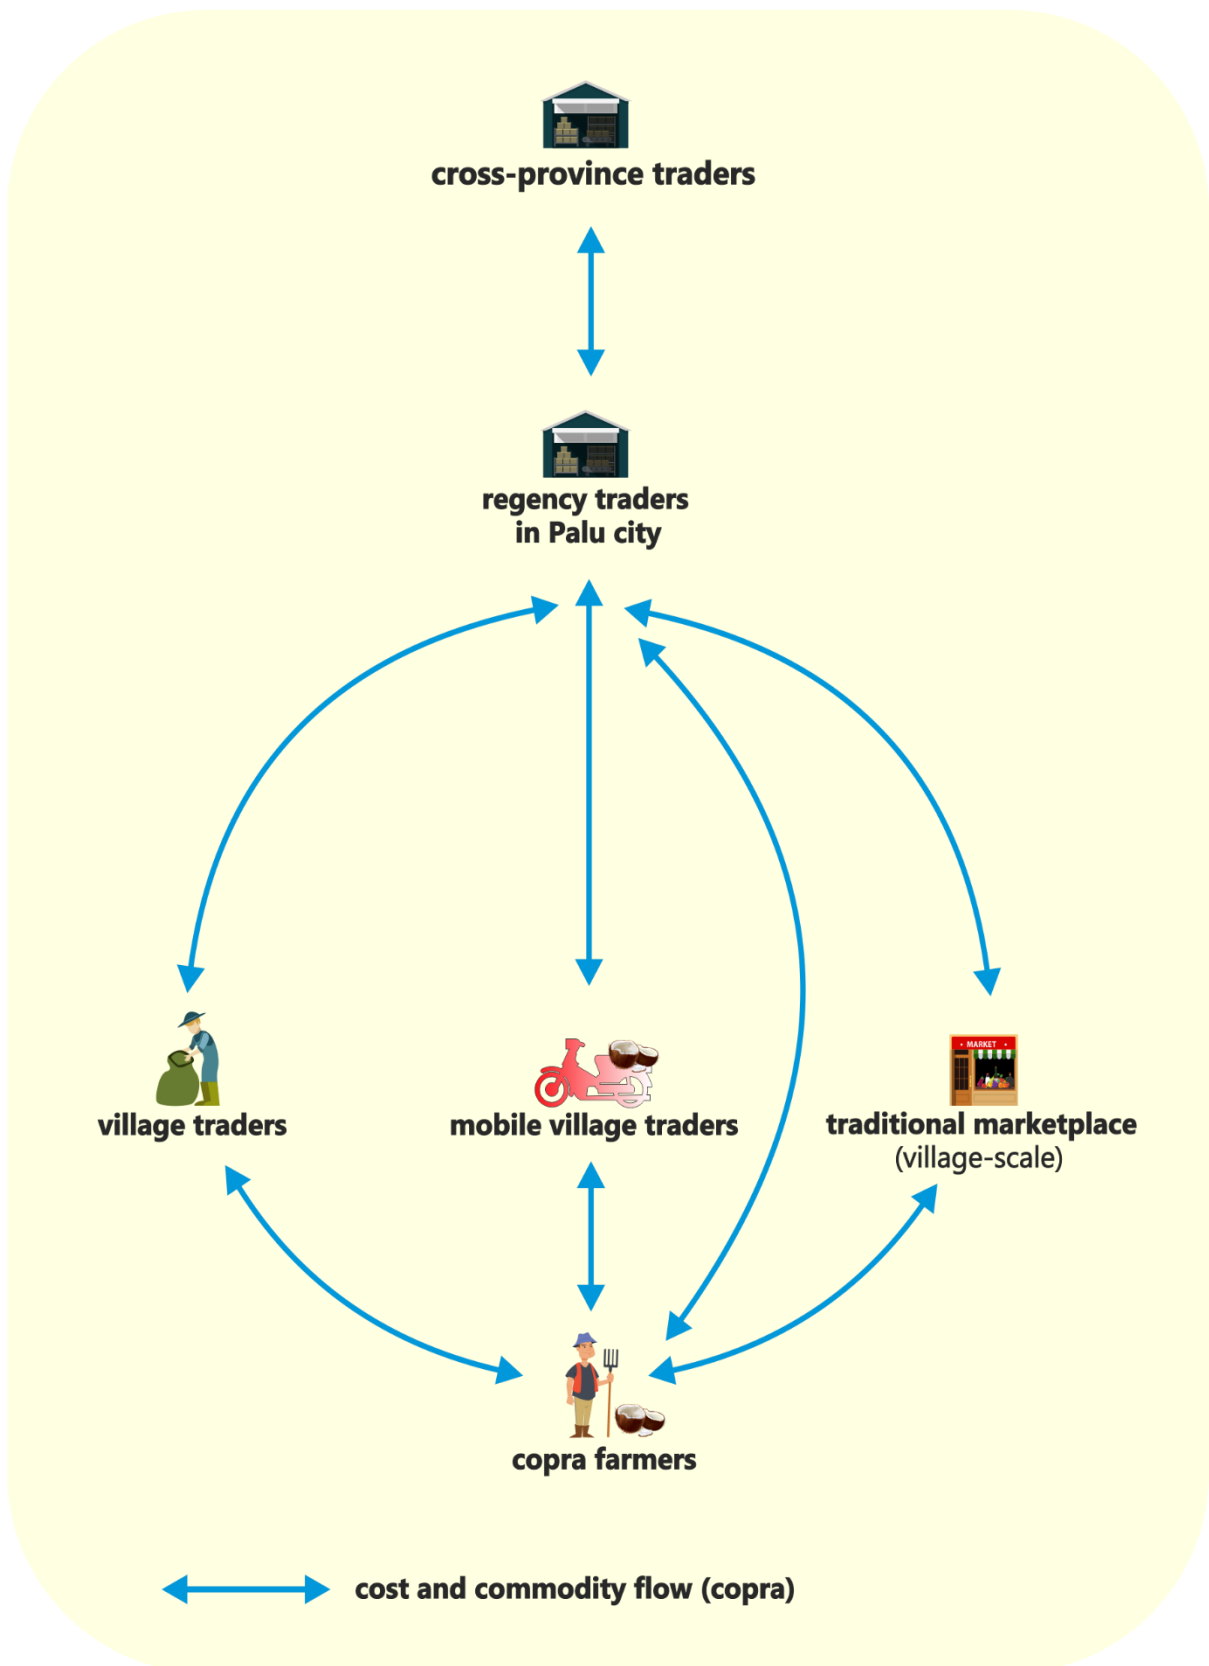 cross-province traders
regency traders
in Palu city
village traders
mobile village traders
• MARKET •
traditional marketplace
(village-scale)
copra farmers
cost and commodity flow (copra)